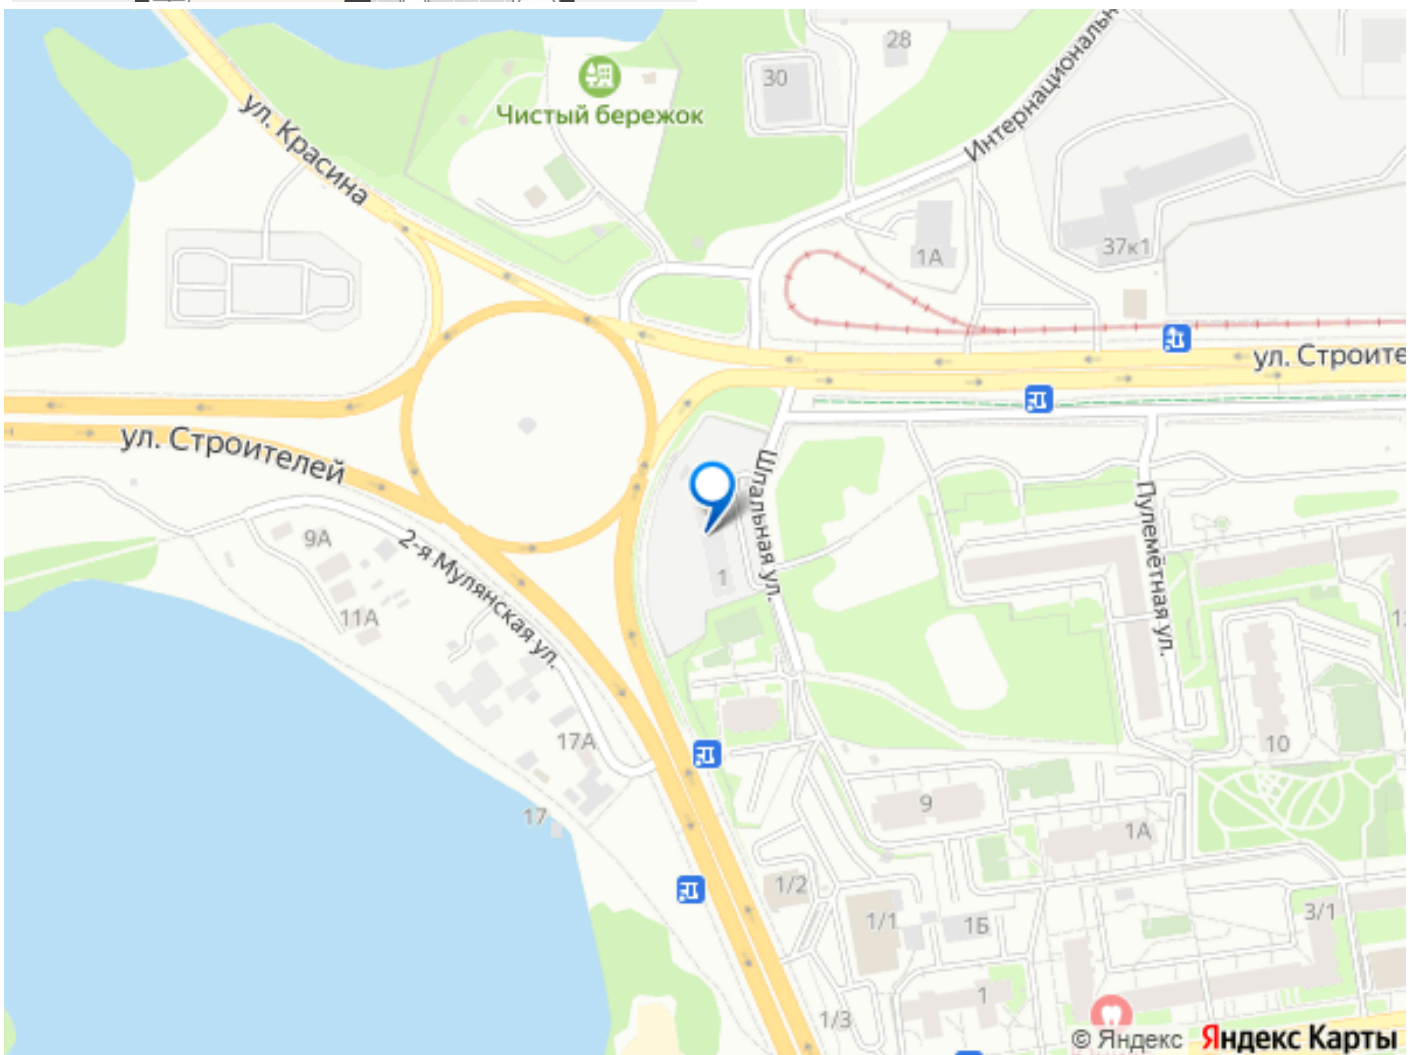 28
30
Чистый бережок
Интернациональн
ул. Красина
1А
37к1
ул. Строите
ул. Строителей
Шпальная ул.
Пулемётная ул.
9А
2-я Мулянская ул.
11А
1
17А
10
17
9
1А
1/2
1/1
1Б
3/1
1
1/3
© Яндекс
Яндекс Карты